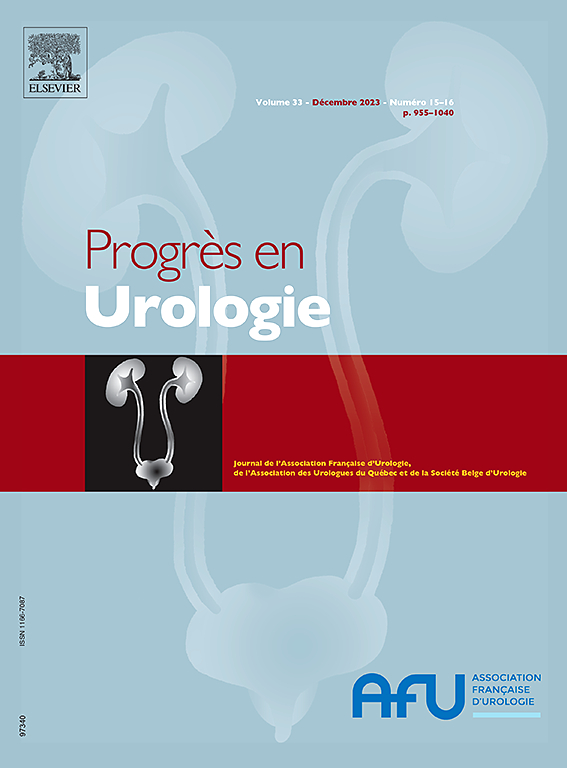 ELSEVIER
Volume 33 - Décembre 2023 - Numéro 15–16
p. 955–1040
Progrès en
Urologie
Journal de l'Association Française d'Urologie,
de l'Association des Urologues du Québec et de la Société Belge d'Urologie
ISSN 1166-7087
97340
AFU
ASSOCIATION
FRANÇAISE
D'UROLOGIE